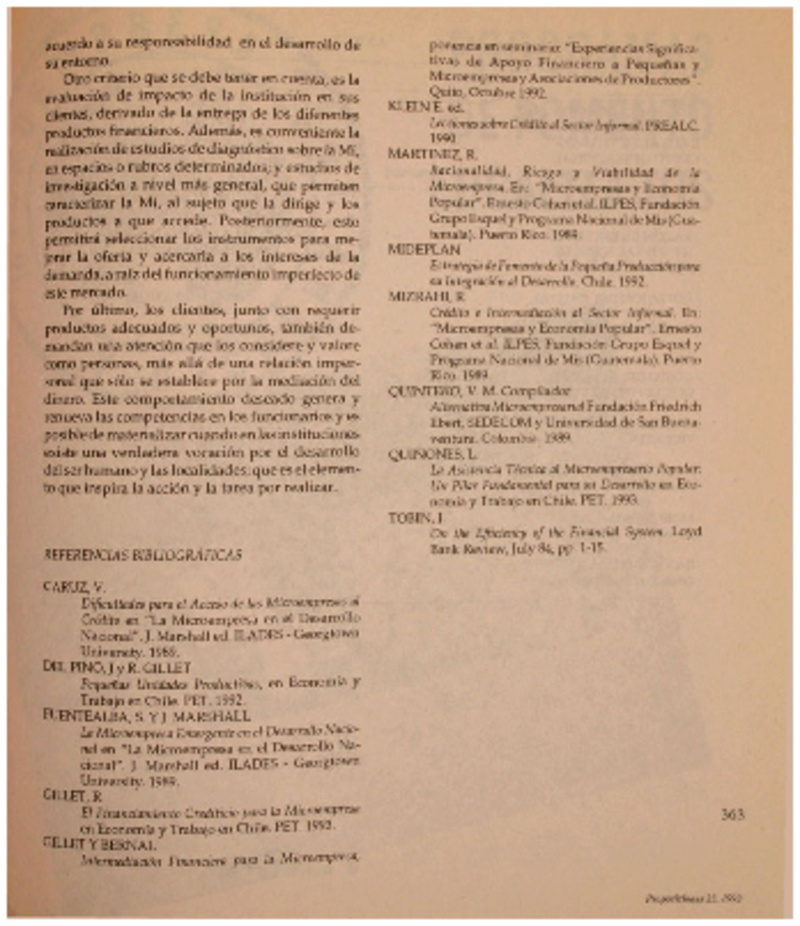 acuerdo a su responsabilidad en el desarrollo de
su entorno.
Otro criterio que se debe tener en cuenta, es la
evaluación de impacto de la institución en sus
clientes, derivado de la entrega de los diferentes
productos financieros. Además, es conveniente la
realización de estudios de diagnóstico sobre la Mi,
en espacios o rubros determinados; y estudios de
investigación a nivel más general, que permitan
caracterizar la Mi, al sujeto que la dirige y los
productos a que accede. Posteriormente, esto
permitirá seleccionar los instrumentos para me-
jorar la oferta y acercarla a los intereses de la
demanda, a raíz del funcionamiento imperfecto de
este mercado.
Por último, los clientes, junto con requerir
productos adecuados y oportunos, también de-
mandan una atención que los considere y valore
como personas, más allá de una relación imper-
sonal que sólo se establece por la mediación del
dinero. Este comportamiento deseado genera y
renueva las competencias en los funcionarios y es
posible de materializar cuando en las instituciones
existe una verdadera vocación por el desarrollo
del ser humano y las localidades; que es el elemen-
to que inspira la acción y la tarea por realizar.
REFERENCIAS BIBLIOGRÁFICAS
CARUZ, V.
Dificultades para el Acceso de las Microempresas al
Crédito en "La Microempresa en el Desarrollo
Nacional". J. Marshall ed. ILADES - Georgetown
University. 1989.
DEL PINO, J y R. GILLET
Pequeñas Unidades Productivas, en Economía y
Trabajo en Chile. PET. 1992.
FUENTEALBA, S. Y J. MARSHALL
La Microempresa Emergente en el Desarrollo Nacio-
nal en "La Microempresa en el Desarrollo Na-
cional". J. Marshall ed. ILADES - Georgetown
University. 1989.
GILLET, R
El Financiamiento Crediticio para la Microempresa
en Economía y Trabajo en Chile. PET. 1992.
GILLET Y BERNAL
Intermediación Financiera para la Microempresa,
ponencia en seminario: "Experiencias Significa-
tivas de Apoyo Financiero a Pequeñas y
Microempresas y Asociaciones de Productores".
Quito, Octubre 1992.
KLEIN E. ed.
Lecciones sobre Crédito al Sector Informal. PREALC.
1990
MARTINEZ, R.
Racionalidad, Riesgo y Viabilidad de la
Microempresa. En: "Microempresas y Economía
Popular". Ernesto Cohen et al. ILPES, Fundación
Grupo Esquel y Programa Nacional de Mis (Gua-
temala). Puerto Rico. 1989.
MIDEPLAN
Estrategia de Fomento de la Pequeña Producción para
su Integración al Desarrollo. Chile. 1992.
MIZRAHI, R
Crédito e Intermediación al Sector Informal. En:
"Microempresas y Economía Popular". Ernesto
Cohen et al. ILPES, Fundación Grupo Esquel y
Programa Nacional de Mis (Guatemala). Puerto
Rico. 1989
QUINTERO, V. M. Compilador
Alternativa Microempresarial Fundación Friedrich
Ebert, SEDECOM y Universidad de San Buena-
ventura. Colombia. 1989.
QUIÑONES, L.
La Asistencia Técnica al Microempresario Popular:
Un Pilar Fundamental para su Desarrollo en Eco-
nomía y Trabajo en Chile. PET. 1993.
TOBIN, J.
On the Efficiency of the Financial System. Loyd
Bank Review, July 84, pp. 1-15.
363
Proposiciones 23, 1993